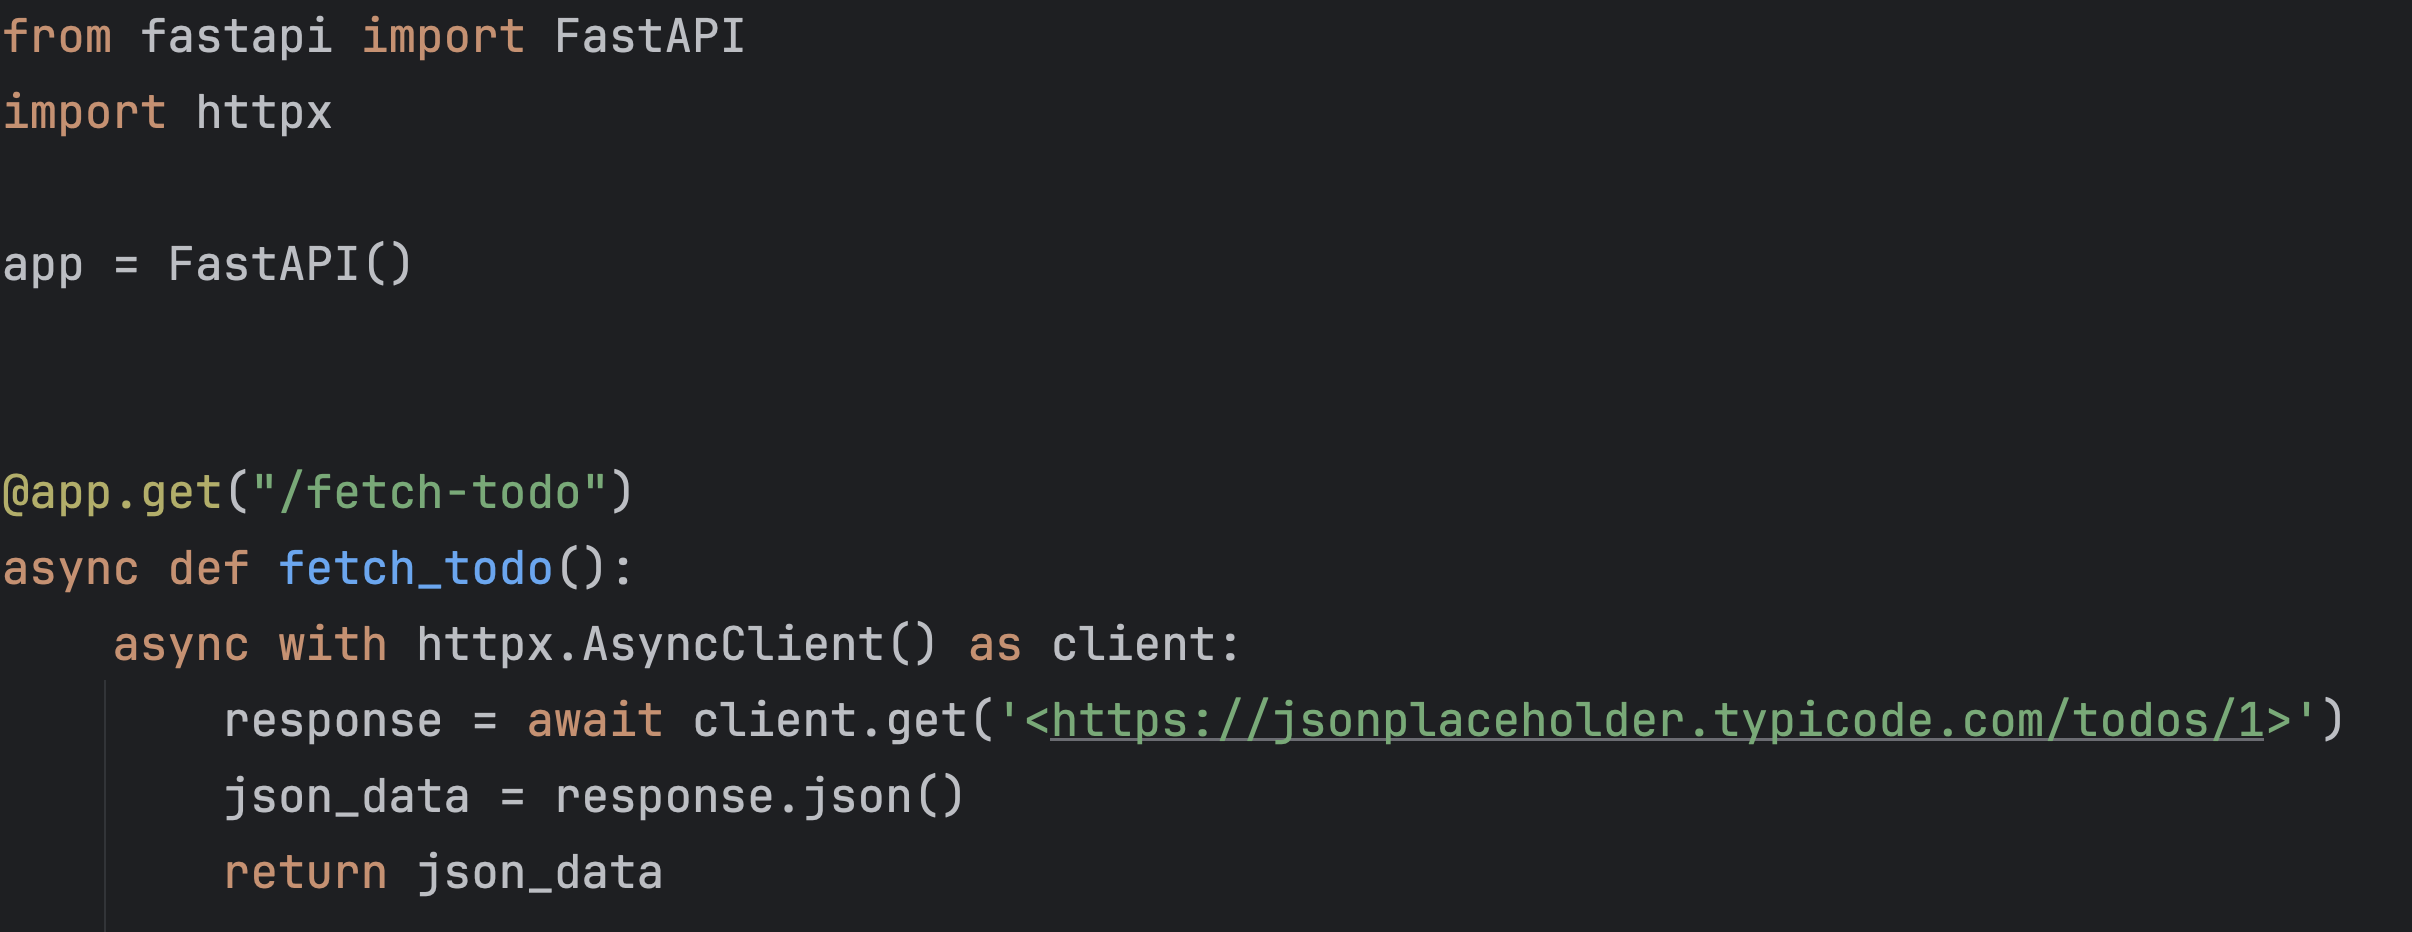 from fastapi import FastAPI
import httpx
app = FastAPI()
@app.get("/fetch-todo")
async def fetch_todo():
async with httpx.AsyncClient() as client:
response = await client.get('<https://jsonplaceholder.typicode.com/todos/1>')
json_data = response.json()
return json_data